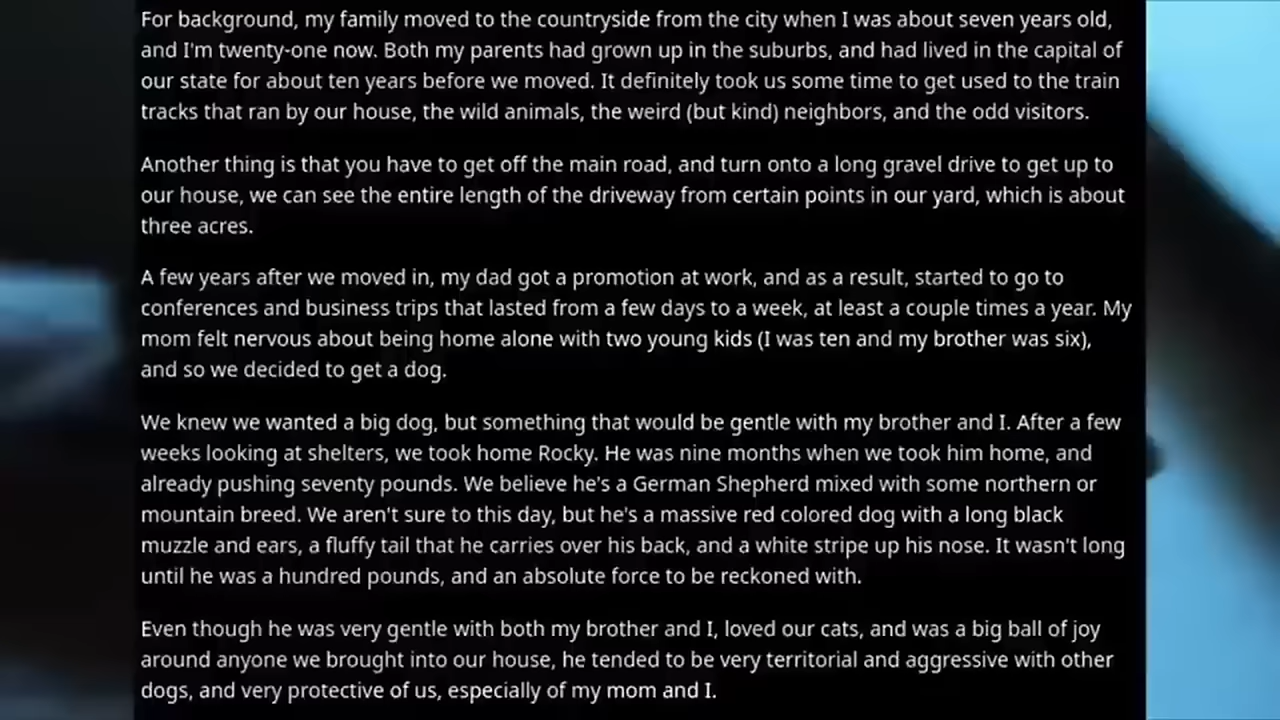 For background, my family moved to the countryside from the city when I was about seven years old,
and I'm twenty-one now. Both my parents had grown up in the suburbs, and had lived in the capital of
our state for about ten years before we moved. It definitely took us some time to get used to the train
tracks that ran by our house, the wild animals, the weird (but kind) neighbors, and the odd visitors.
Another thing is that you have to get off the main road, and turn onto a long gravel drive to get up to
our house, we can see the entire length of the driveway from certain points in our yard, which is about
three acres.
A few years after we moved in, my dad got a promotion at work, and as a result, started to go to
conferences and business trips that lasted from a few days to a week, at least a couple times a year. My
mom felt nervous about being home alone with two young kids (I was ten and my brother was six),
and so we decided to get a dog.
We knew we wanted a big dog, but something that would be gentle with my brother and I. After a few
weeks looking at shelters, we took home Rocky. He was nine months when we took him home, and
already pushing seventy pounds. We believe he's a German Shepherd mixed with some northern or
mountain breed. We aren't sure to this day, but he's a massive red colored dog with a long black
muzzle and ears, a fluffy tail that he carries over his back, and a white stripe up his nose. It wasn't long
until he was a hundred pounds, and an absolute force to be reckoned with.
Even though he was very gentle with both my brother and I, loved our cats, and was a big ball of joy
around anyone we brought into our house, he tended to be very territorial and aggressive with other
dogs, and very protective of us, especially of my mom and I.